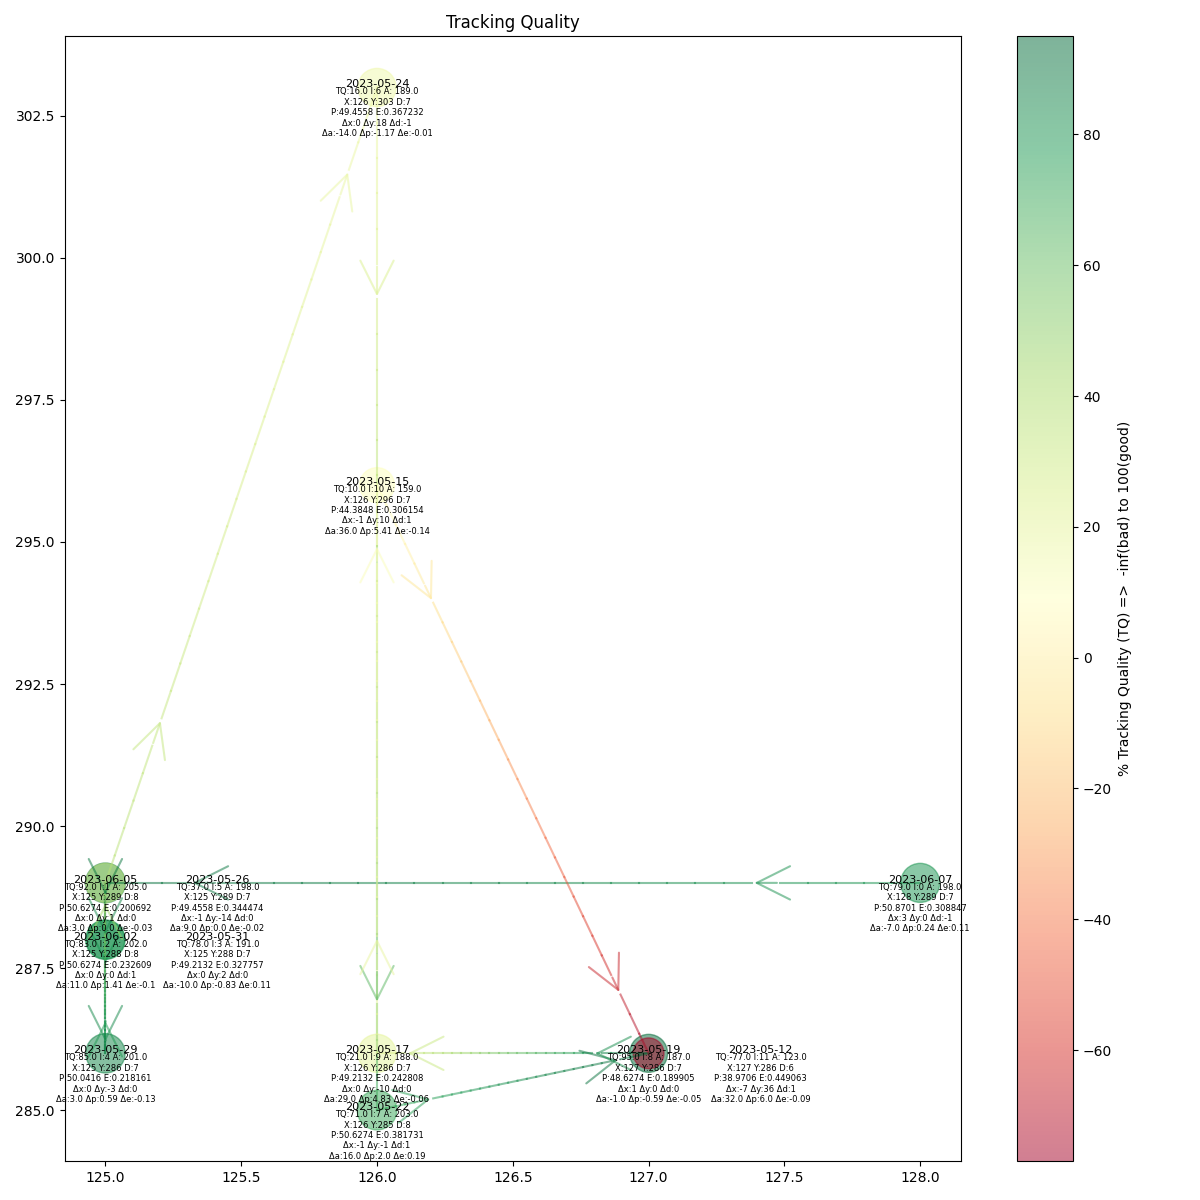 Tracking Quality
302.5
300.0
297.5
295.0
292.5
290.0
287.5
285.0
2023-05-24
TQ:16.0 I:6 A: 189.0
X:126 Y:303 D:7
P:49.4558 E:0.367232
Δx:0 Δy:18 Δd:-1
Δa:-14.0 Δp:-1.17 Δe:-0.01
2023-05-15
TQ:10.0 I:10 A: 159.0
X:126 Y:296 D:7
P:44.3848 E:0.306154
Δx:-1 Δy:10 Δd:1
Δa:36.0 Δp:5.41 Δe:-0.14
2023-06-05
TQ:92.0 I:1 A: 205.0
X:125 Y:289 D:8
P:50.6274 E:0.200692
Δx:0 Δy:1 Δd:0
Δa:3.0 Δp:0.0 Δe:-0.03
2023-05-26
TQ:37.0 I:5 A: 198.0
X:125 Y:289 D:7
P:49.4558 E:0.344474
Δx:-1 Δy:-14 Δd:0
Δa:9.0 Δp:0.0 Δe:-0.02
2023-06-07
TQ:79.0 I:0 A: 198.0
X:128 Y:289 D:7
P:50.8701 E:0.308847
Δx:3 Δy:0 Δd:-1
Δa:-7.0 Δp:0.24 Δe:0.11
2023-06-02
I:2 A: 202.0
X:125 Y:288 D:8
P:50.6274 E:0.232609
Δx:0 Δy:0 Δd:1
Δa:11.0 Δp:1.41 Δe:-0.1
2023-05-31
TQ:78.0 I:3 A: 191.0
X:125 Y:288 D:7
P:49.2132 E:0.327757
Δx:0 Δy:2 Δd:0
Δa:-10.0 Δp:-0.83 Δe:0.11
2023-05-29
TQ:85.0 I:4 A: 201.0
X:125 Y:286 D:7
P:50.0416 E:0.218161
Δx:0 Δy:-3 Δd:0
Δa:3.0 Δp:0.59 Δe:-0.13
2023-05-17
TQ:21.0 I:9 A: 188.0
X:126 Y:286 D:7
P:49.2132 E:0.242808
Δx:0 Δy:-10 Δd:0
Δa:29.0 Δp:4.83 Δe:-0.06
2023-05-19
TQ:95.0 I:8 A: 187.0
X:127 Y:286 D:7
P:48.6274 E:0.189905
Δx:1 Δy:0 Δd:0
Δa:-1.0 Δp:-0.59 Δe:-0.05
2023-05-12
TQ:-77.0 I:11 A: 123.0
X:127 Y:286 D:6
P:38.9706 E:0.449063
Δx:-7 Δy:36 Δd:1
Δa:32.0 Δp:6.0 Δe:-0.09
2023-05-22
TQ:71.0 I:7 A: 203.0
X:126 Y:285 D:8
P:50.6274 E:0.381731
Δx:-1 Δy:-1 Δd:1
Δa:16.0 Δp:2.0 Δe:0.19
125.0
125.5
126.0
126.5
127.0
127.5
128.0
80
60
40
20
0
−20
−40
−60
% Tracking Quality (TQ) => -inf(bad) to 100(good)